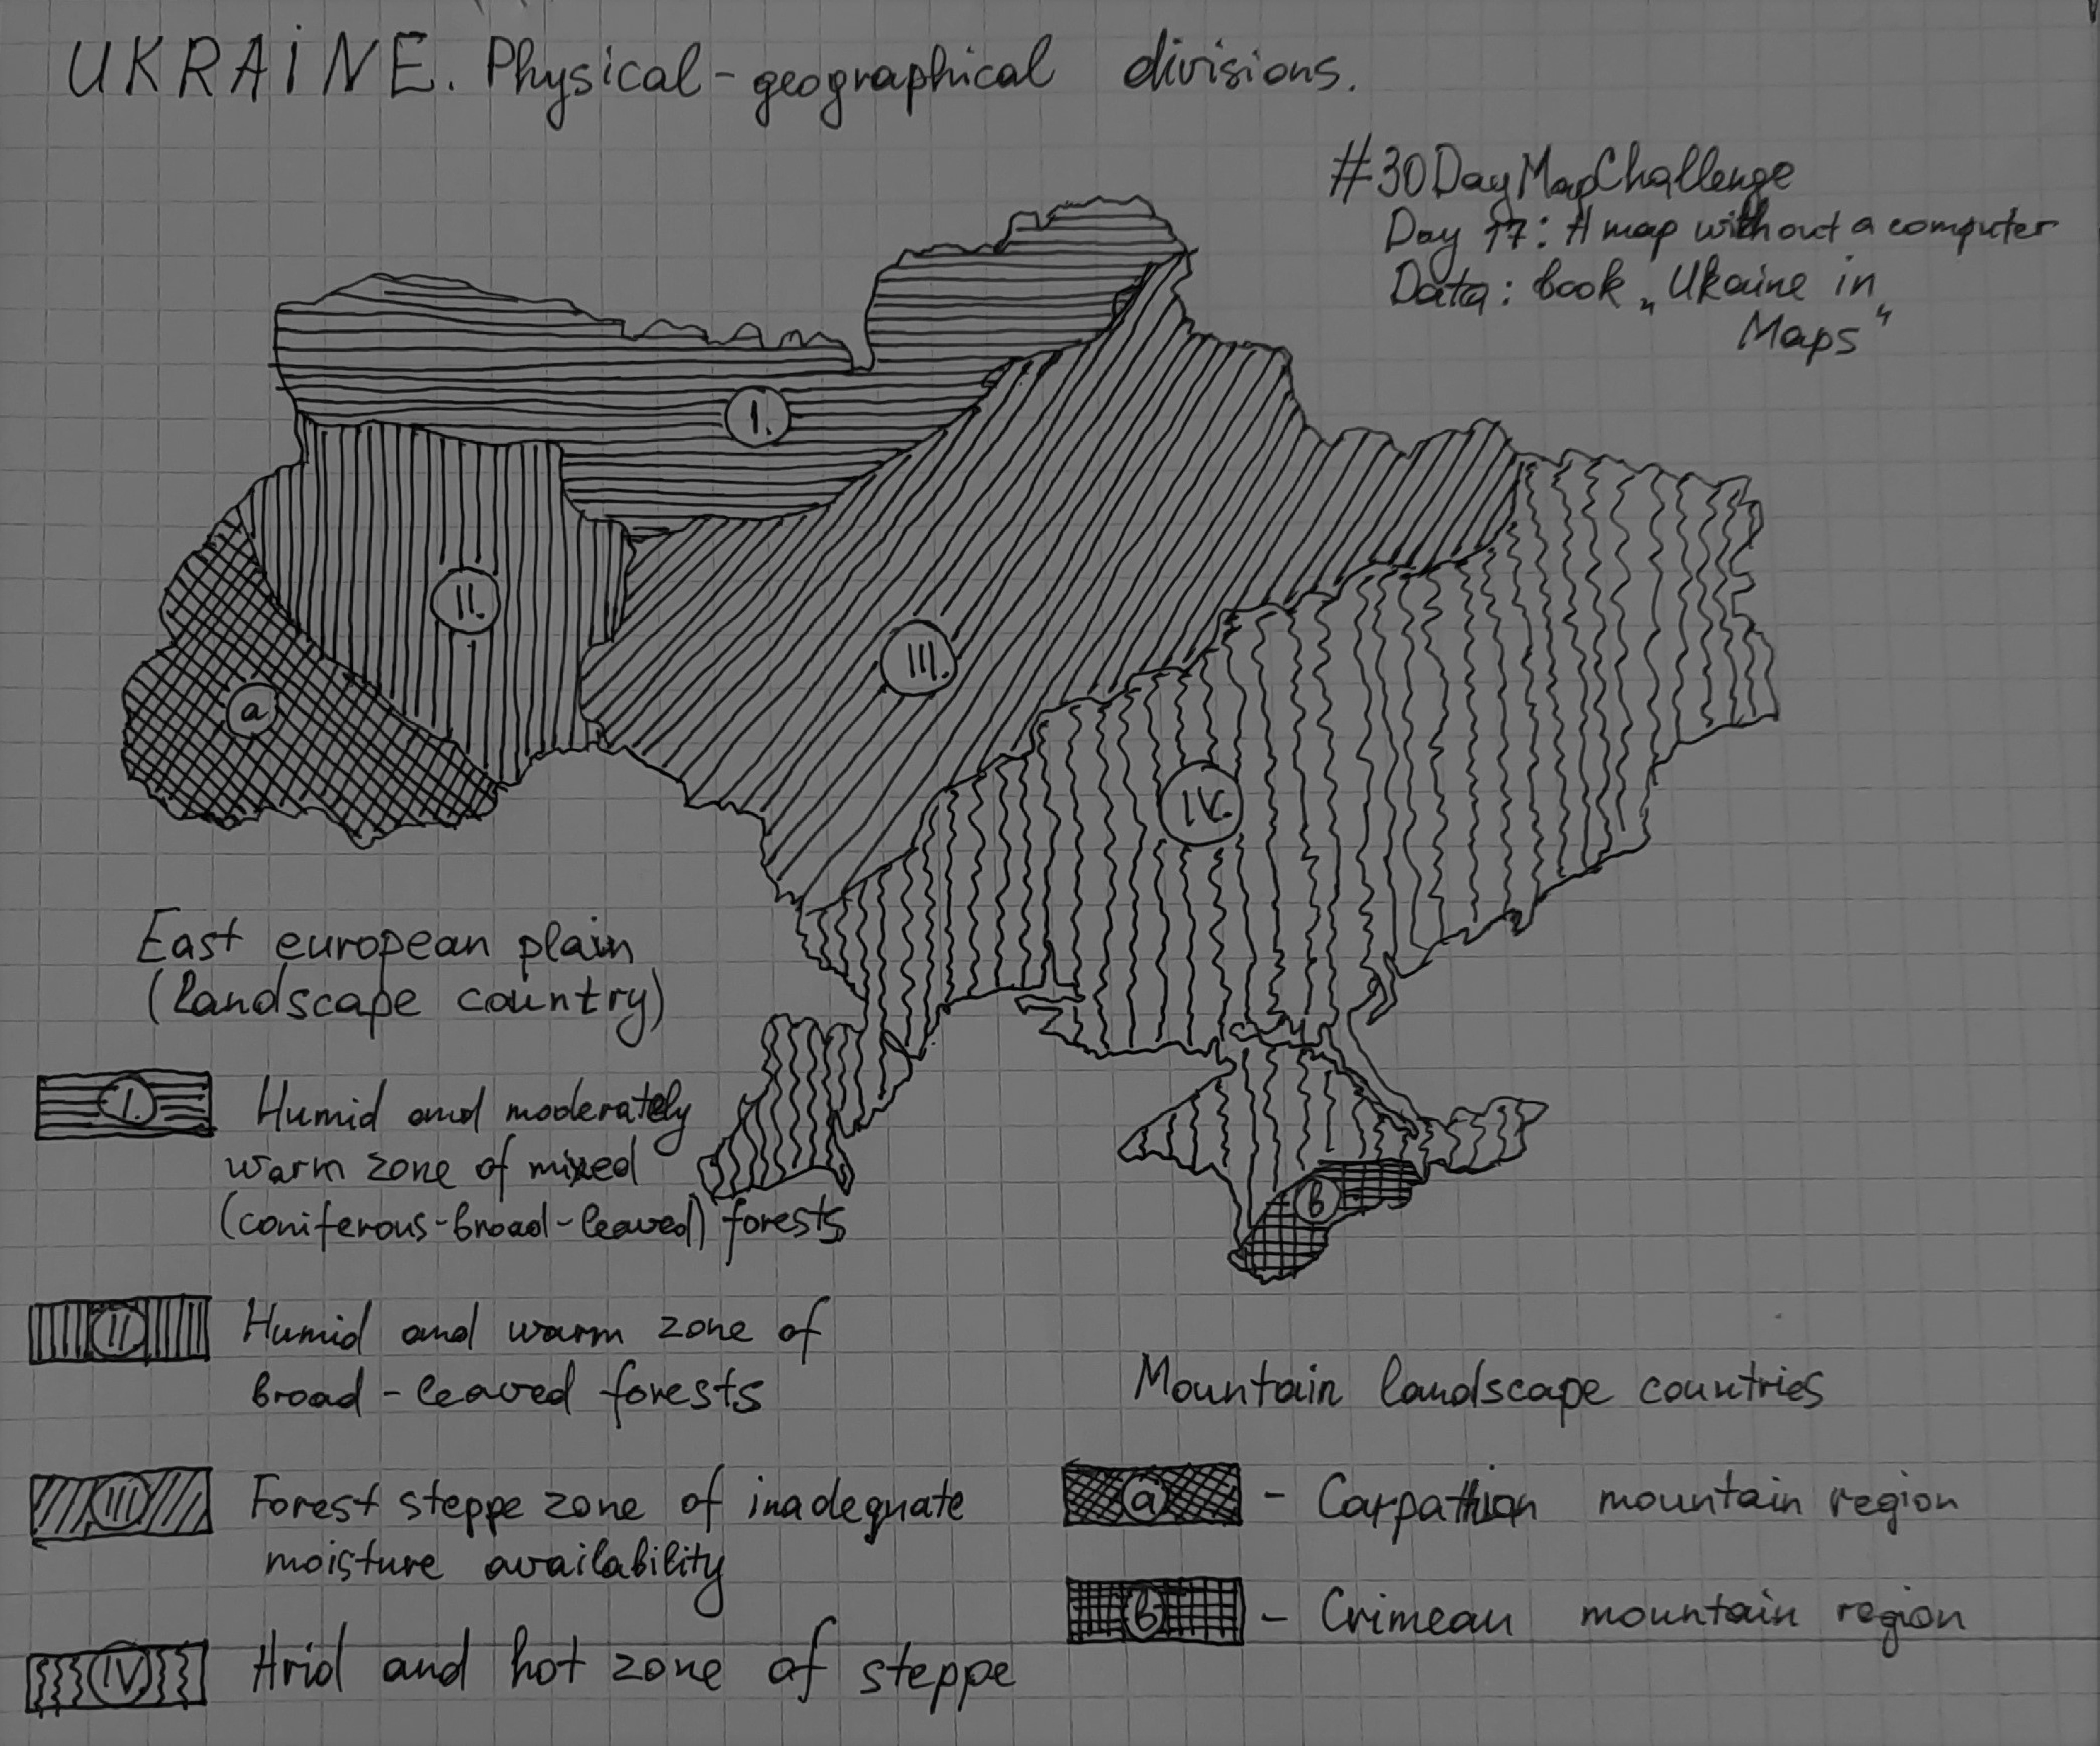 UKRAINE. Physical-geographical divisions.
#30DayMapChallenge
Day 17: A map without a computer
Data: book „Ukraine in
Maps"
I.
II.
III.
IV.
a
b
East european plain
(landscape country)
I. Humid and moderately
warm zone of mixed
(coniferous-broad-leaved) forests
II Humid and warm zone of
broad-leaved forests
III Forest steppe zone of inadequate
moisture availability
IV. Arid and hot zone of steppe
Mountain landscape countries
a - Carpathian mountain region
b - Crimean mountain region